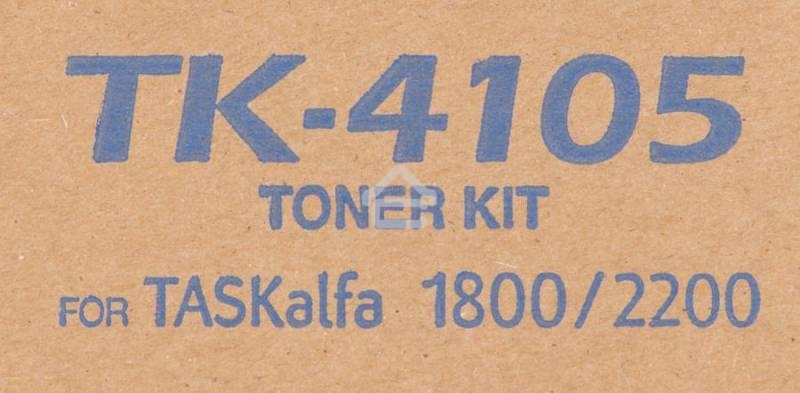 TK-4105
TONER KIT
FOR TASKalfa 1800/2200